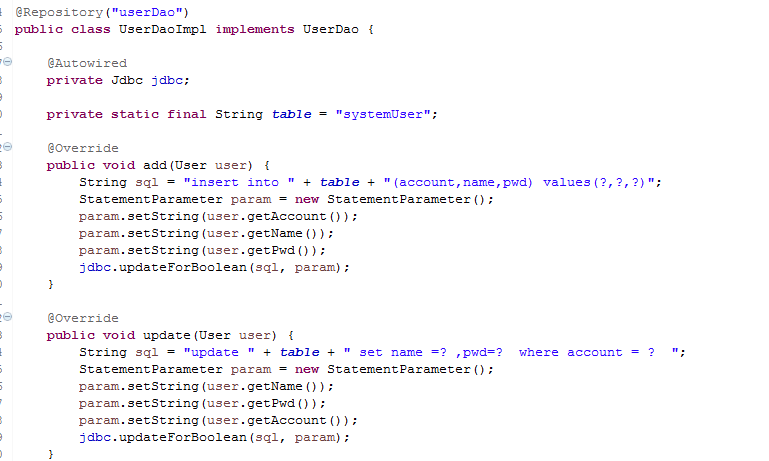 @Repository("userDao")
public class UserDaoImpl implements UserDao {
@Autowired
private Jdbc jdbc;
private static final String table = "systemUser";
@Override
public void add(User user) {
String sql = "insert into " + table + "(account,name,pwd) values(?,?,?)";
StatementParameter param = new StatementParameter();
param.setString(user.getAccount());
param.setString(user.getName());
param.setString(user.getPwd());
jdbc.updateForBoolean(sql, param);
}
@Override
public void update(User user) {
String sql = "update " + table + " set name =? ,pwd=?  where account = ?  ";
StatementParameter param = new StatementParameter();
param.setString(user.getName());
param.setString(user.getPwd());
param.setString(user.getAccount());
jdbc.updateForBoolean(sql, param);
}